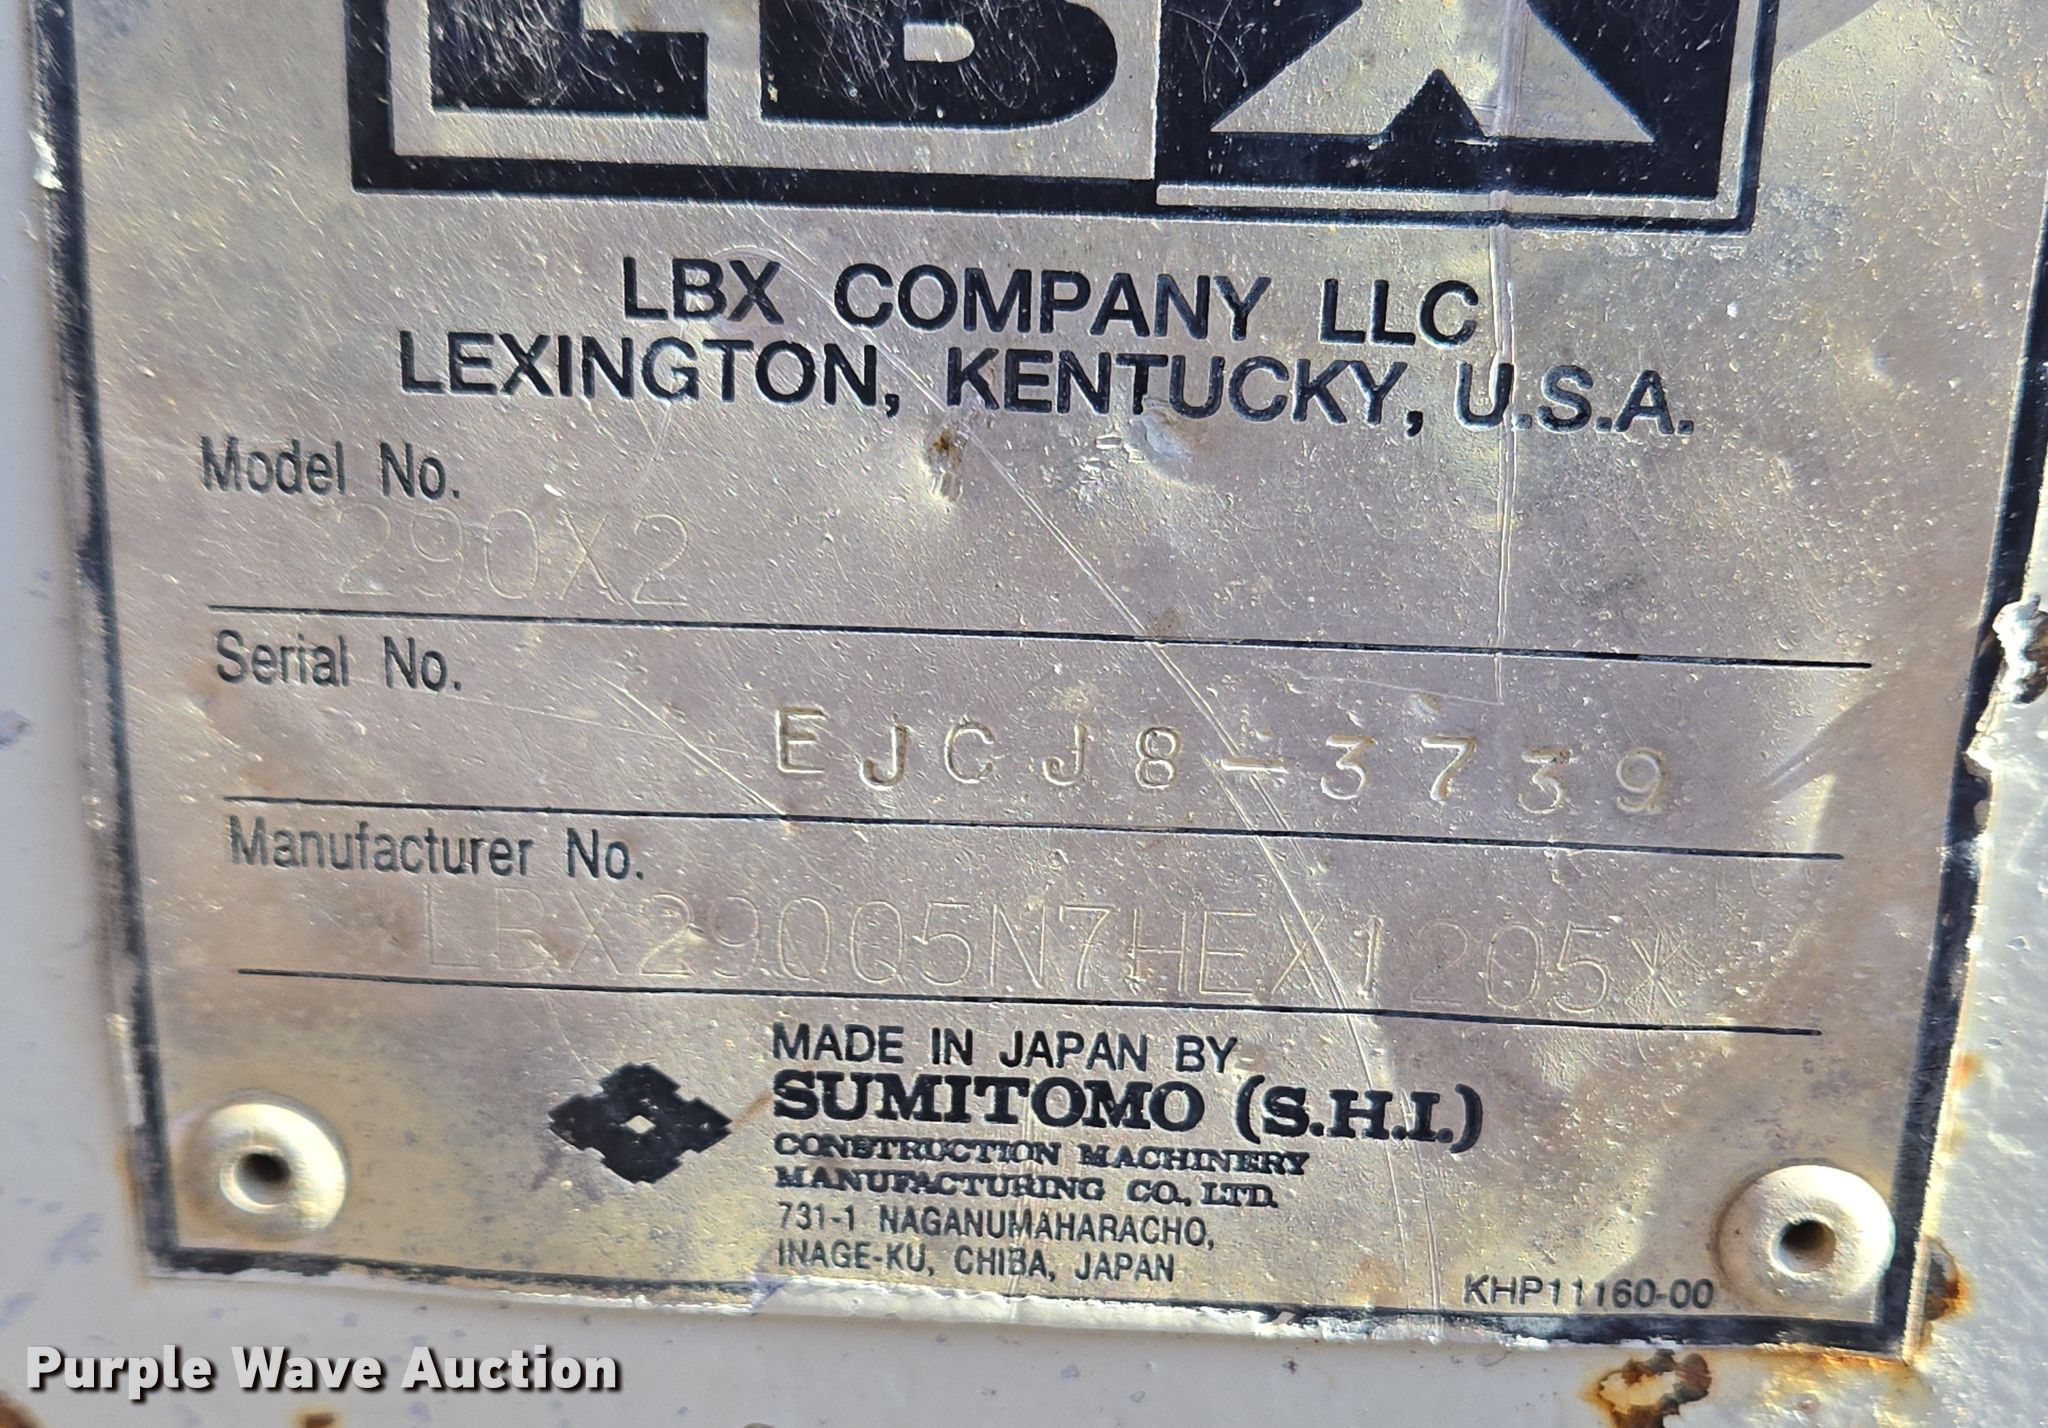 LBX
LBX COMPANY LLC
LEXINGTON, KENTUCKY, U.S.A.
Model No.
290X2
Serial No.
EJCJ8-3739
Manufacturer No.
LBX290Q5N7HEX1205*
MADE IN JAPAN BY
SUMITOMO (S.H.I.)
CONSTRUCTION MACHINERY
MANUFACTURING CO., LTD.
731-1 NAGANUMAHARACHO,
INAGE-KU, CHIBA, JAPAN
KHP11160-00
Purple Wave Auction